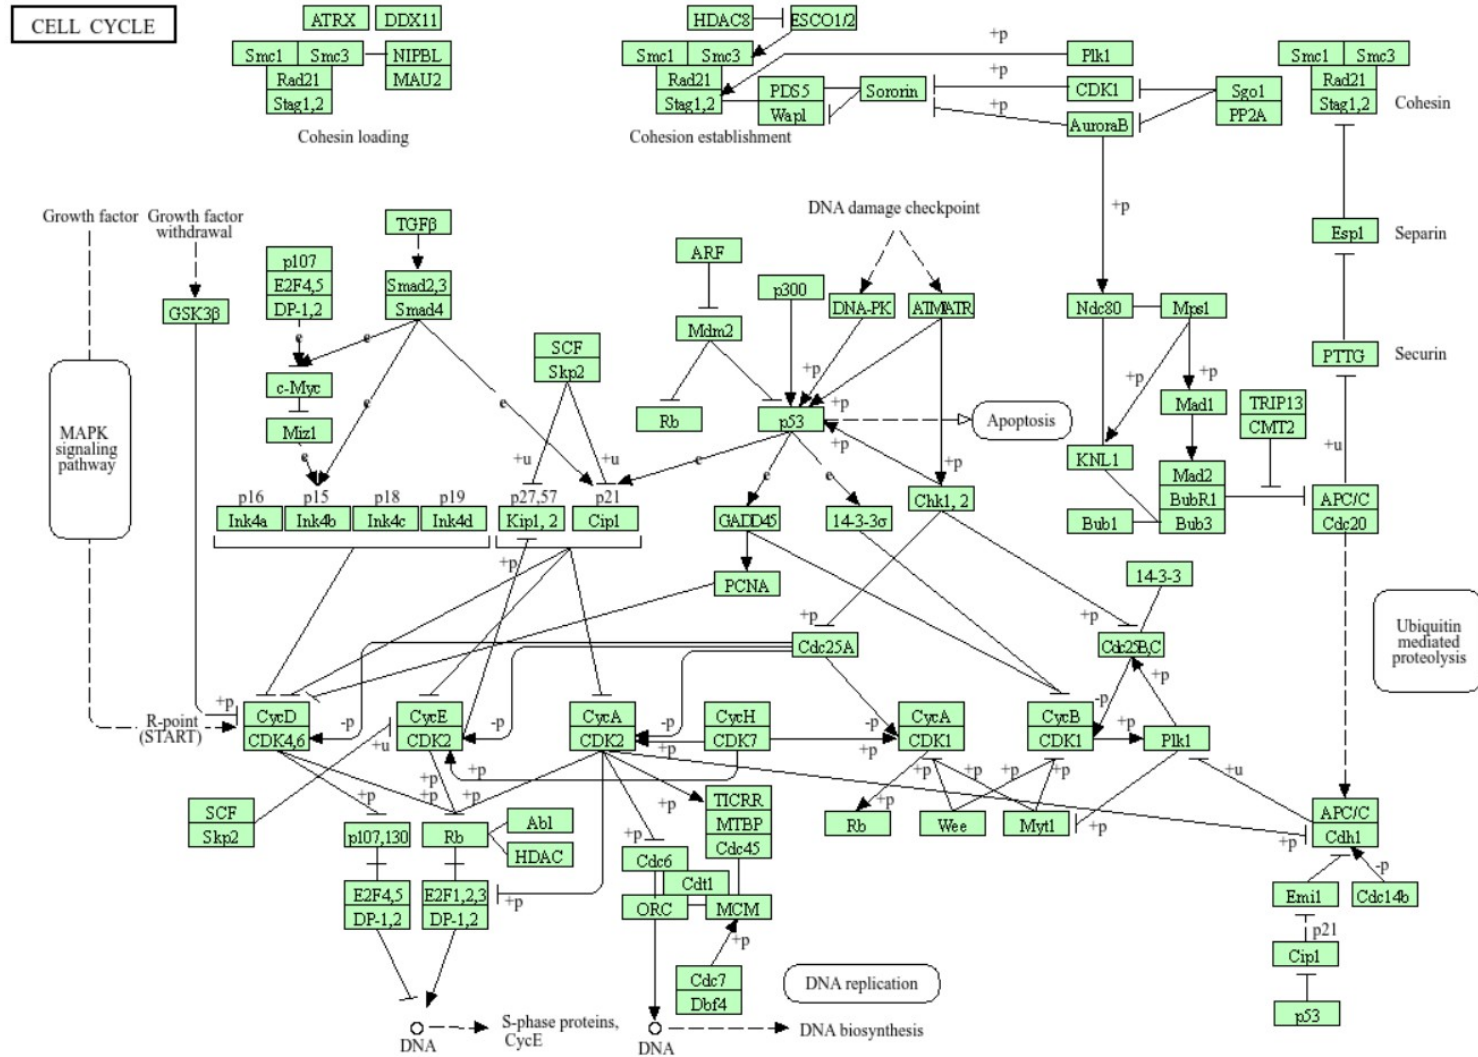 CELL CYCLE
ATRX
DDX11
Smc1
Smc3
Rad21
Stag1,2
NIPBL
MAU2
Cohesin loading
HDAC8
ESCO1/2
Smc1
Smc3
Rad21
Stag1,2
PDS5
Wapl
Sororin
Cohesion establishment
+p
+p
+p
Plk1
CDK1
AuroraB
Sgo1
PP2A
Smc1
Smc3
Rad21
Stag1,2
Cohesin
+p
Esp1
Separin
PTTG
Securin
+u
Growth factor
Growth factor
withdrawal
GSK3β
MAPK
signaling
pathway
R-point
(START)
p107
E2F4,5
DP-1,2
e
c-Myc
Miz1
e
TGFβ
Smad2,3
Smad4
e
e
e
SCF
Skp2
+u
+u
ARF
Mdm2
Rb
p300
p53
DNA damage checkpoint
DNA-PK
ATM/ATR
+p
+p
+p
+p
Apoptosis
Chk1, 2
e
e
e
Ndc80
Mps1
+p
+p
Mad1
KNL1
Mad2
BubR1
Bub3
Bub1
TRIP13
CMT2
APC/C
Cdc20
p16
Ink4a
p15
Ink4b
p18
Ink4c
p19
Ink4d
p27,57
Kip1, 2
p21
Cip1
GADD45
14-3-3σ
PCNA
+p
+p
+p
14-3-3
Cdc25A
Cdc25B,C
Ubiquitin
mediated
proteolysis
+p
CycD
CDK4,6
-p
CycE
CDK2
-p
CycA
CDK2
-p
CycH
CDK7
-p
+p
CycA
CDK1
CycB
CDK1
-p
+p
+p
Plk1
+u
+u
+p
+p
+p
+p
+p
+p
+p
+p
+p
+p
+p
+p
SCF
Skp2
p107,130
Rb
Abl
HDAC
E2F4,5
DP-1,2
E2F1,2,3
DP-1,2
+p
Cdc6
Cdt1
ORC
TICRR
MTBP
Cdc45
MCM
+p
Cdc7
Dbf4
Rb
Wee
Myt1
APC/C
Cdh1
-p
Emi1
Cdc14b
p21
Cip1
p53
DNA replication
DNA
S-phase proteins,
CycE
DNA
DNA biosynthesis